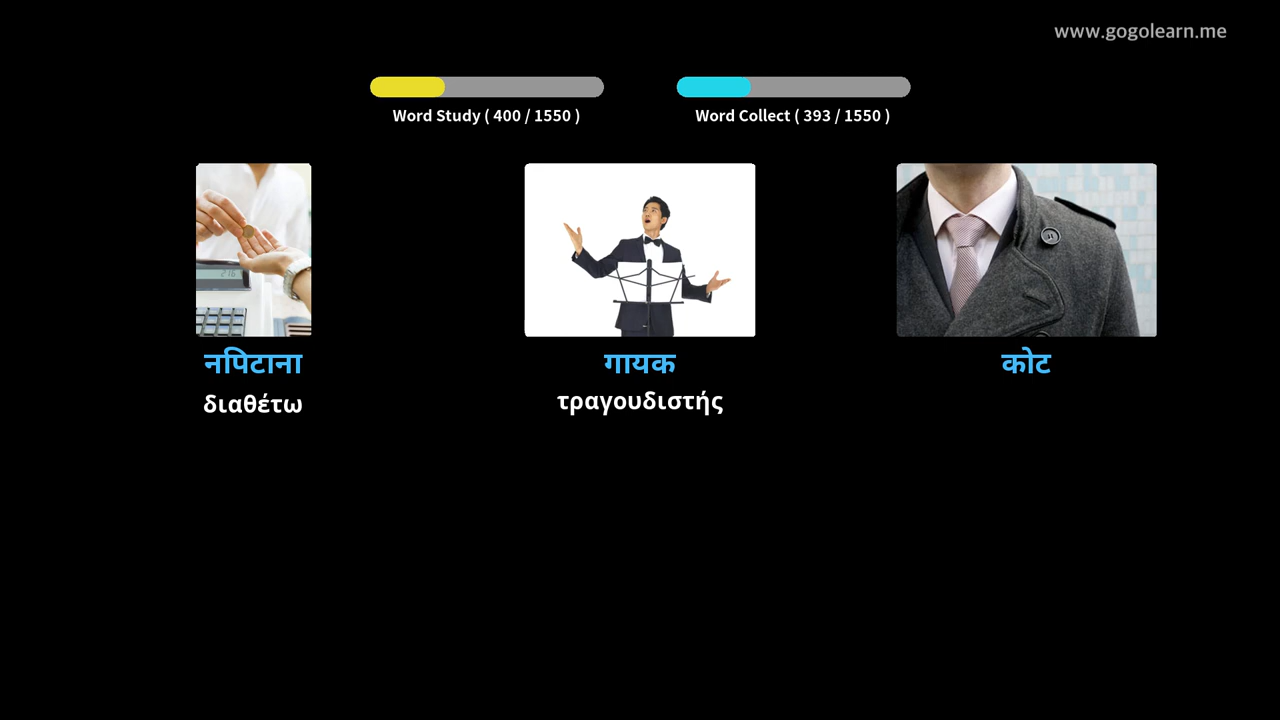 www.gogolearn.me
Word Study ( 400 / 1550 )
Word Collect ( 393 / 1550 )
नपिटाना
διαθέτω
गायक
τραγουδιστής
कोट